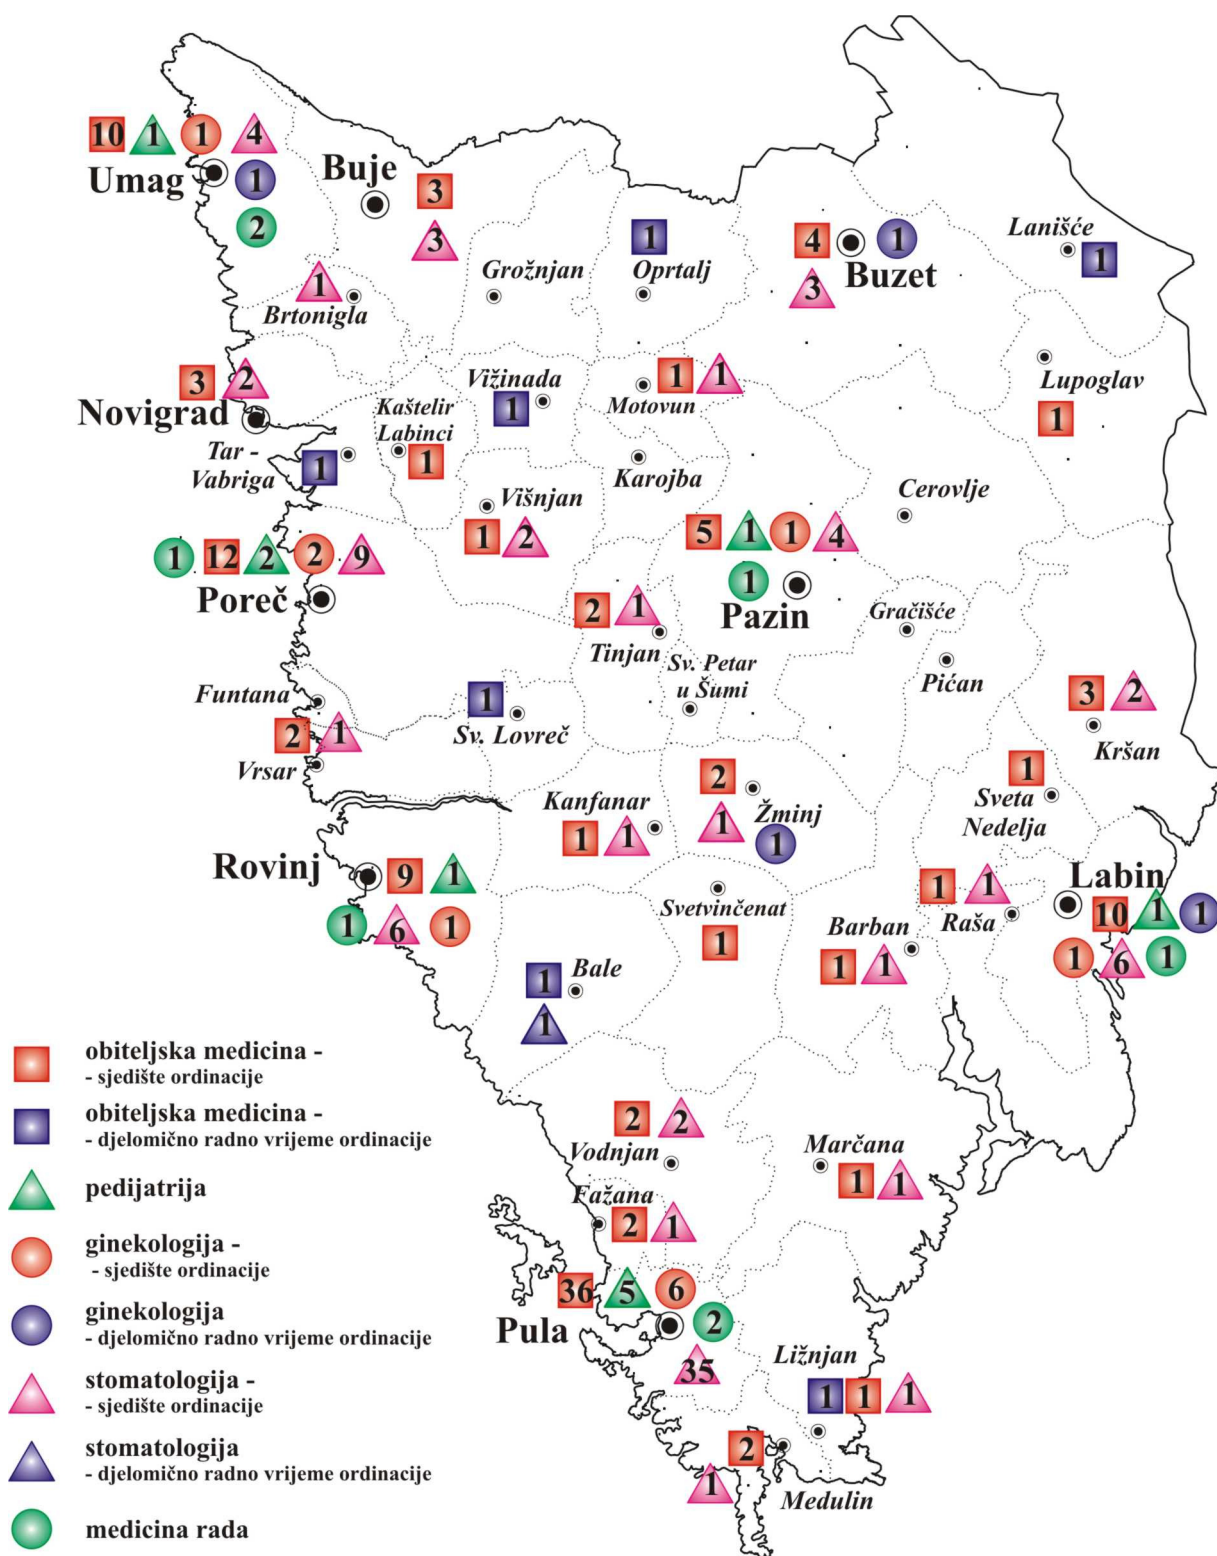 10 1 1 4
Umag
1
2
Buje
3
3
1
Brtonigla
Grožnjan
1
Oprtalj
4 1
Buzet
3
Lanišće
1
3 2
Novigrad
Vižinada
1
1 1
Motovun
Lupoglav
1
Kaštelir
Labinci
1
Tar -
Vabriga
1
Karojba
Višnjan
1 2
Cerovlje
1 12 2 2 9
Poreč
5 1 1 4
1
Pazin
2 1
Tinjan
Sv. Petar
u Šumi
Gračišće
Pićan
Funtana
2 1
Vrsar
1
Sv. Lovreč
3 2
Kršan
1
Sveta
Nedelja
Kanfanar
1 1
2
Žminj
1
1
Rovinj
9 1
1 6 1
Svetvinčenat
1
Barban
1 1
1 1
Raša
Labin
10 1 1
1 6 1
1
Bale
1
2 2
Vodnjan
Marčana
1 1
Fažana
2 1
36 5 6
Pula
2
35
Ližnjan
1 1 1
2
1
Medulin
obiteljska medicina -
- sjedište ordinacije
obiteljska medicina -
- djelomično radno vrijeme ordinacije
pedijatrija
ginekologija -
- sjedište ordinacije
ginekologija
- djelomično radno vrijeme ordinacije
stomatologija -
- sjedište ordinacije
stomatologija
- djelomično radno vrijeme ordinacije
medicina rada